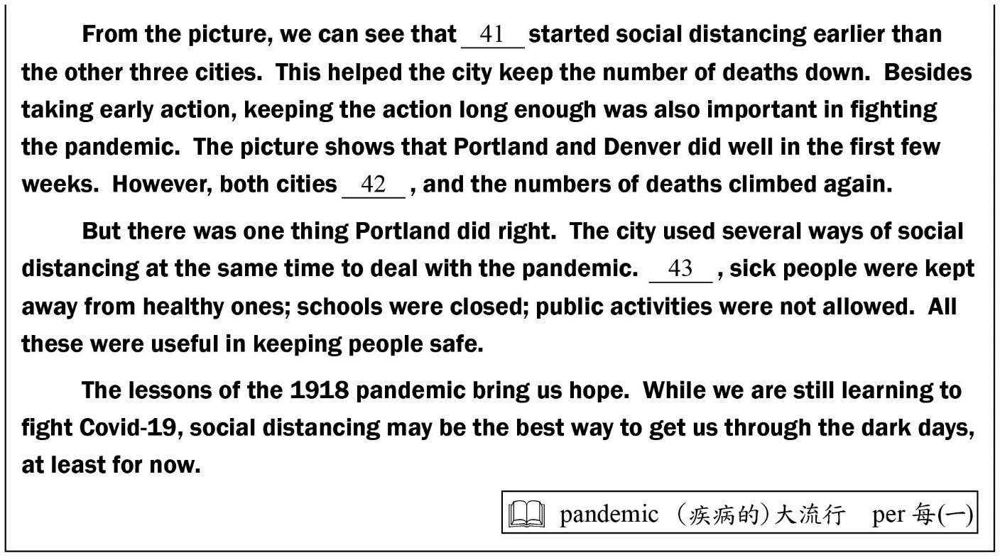 From the picture, we can see that 41 started social distancing earlier than
the other three cities. This helped the city keep the number of deaths down. Besides
taking early action, keeping the action long enough was also important in fighting
the pandemic. The picture shows that Portland and Denver did well in the first few
weeks. However, both cities 42 , and the numbers of deaths climbed again.
But there was one thing Portland did right. The city used several ways of social
distancing at the same time to deal with the pandemic. 43 , sick people were kept
away from healthy ones; schools were closed; public activities were not allowed. All
these were useful in keeping people safe.
The lessons of the 1918 pandemic bring us hope. While we are still learning to
fight Covid-19, social distancing may be the best way to get us through the dark days,
at least for now.
pandemic (疾病的)大流行 per 每(一)